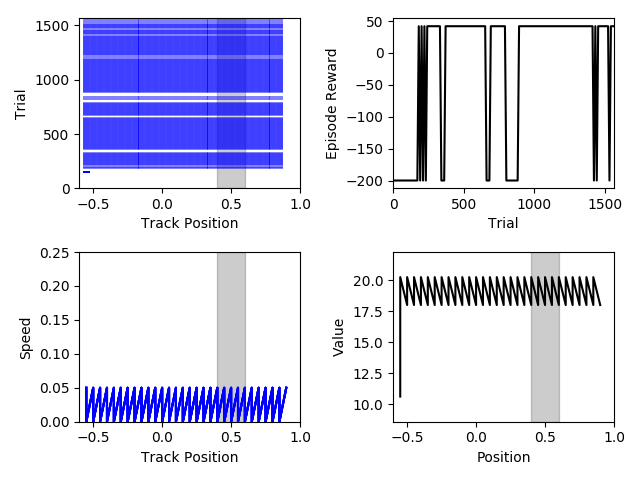 1500
1000
500
0
Trial
−0.5 0.0 0.5 1.0
Track Position
50
0
−50
−100
−150
−200
Episode Reward
0 500 1000 1500
Trial
0.25
0.20
0.15
0.10
0.05
0.00
Speed
−0.5 0.0 0.5 1.0
Track Position
20.0
17.5
15.0
12.5
10.0
Value
−0.5 0.0 0.5 1.0
Position